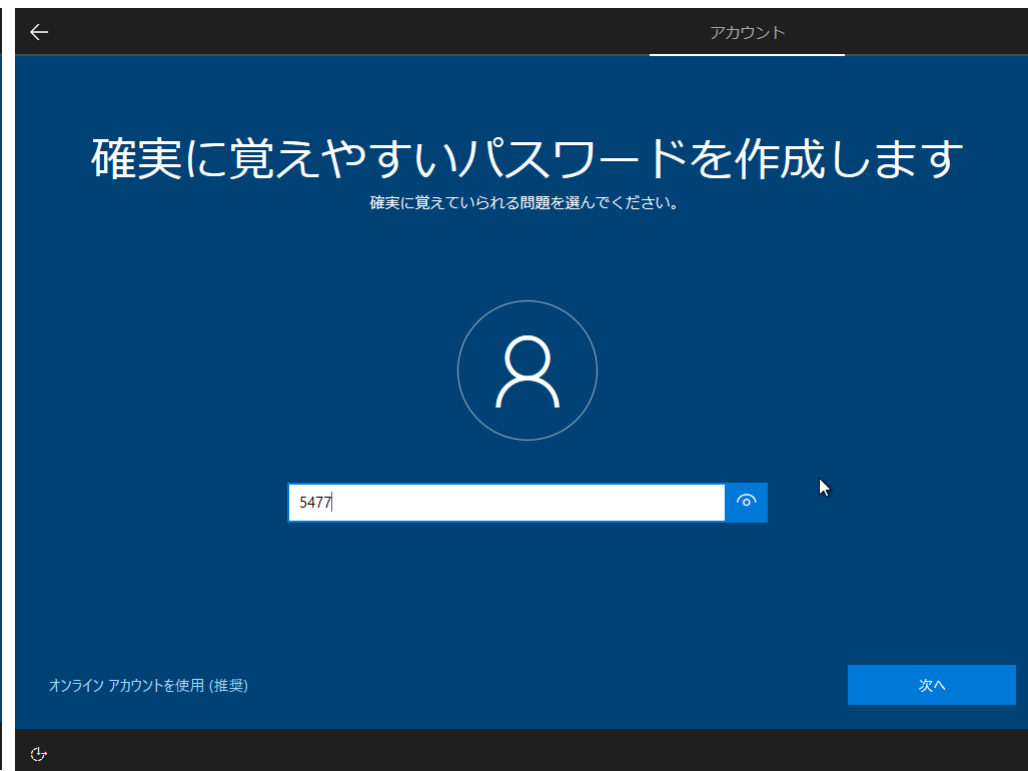 アカウント
確実に覚えやすいパスワードを作成します
確実に覚えていられる問題を選んでください。
5477
オンライン アカウントを使用 (推奨)
次へ